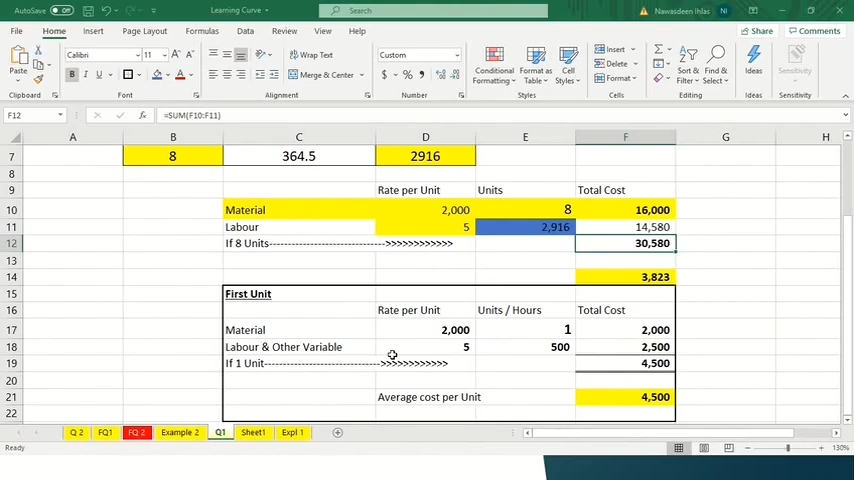 AutoSave Off Learning Curve Search Nawasdeen Ihlas NI
File Home Insert Draw Page Layout Formulas Data Review View Help Share Comments
Paste Calibri 11 A A Wrap Text Custom Conditional Formatting Format as Table Cell Styles Insert Delete Format Sort & Filter Find & Select Ideas Sensitivity
B I U A Merge & Center $ %
Clipboard Font Alignment Number Styles Cells Editing Ideas Sensitivity
F12 fx =SUM(F10:F11)
A B C D E F G H
7 8 364.5 2916
8
9 Rate per Unit Units Total Cost
10 Material 2,000 8 16,000
11 Labour 5 2,916 14,580
12 If 8 Units------------------------------->>>>>>>>>>>> 30,580
13
14 3,823
15 First Unit
16 Rate per Unit Units / Hours Total Cost
17 Material 2,000 1 2,000
18 Labour & Other Variable 5 500 2,500
19 If 1 Unit------------------------------->>>>>>>>>>>> 4,500
20
21 Average cost per Unit 4,500
22
Q 2 FQ1 FQ 2 Example 2 Q1 Sheet1 Expl 1
Ready 130%